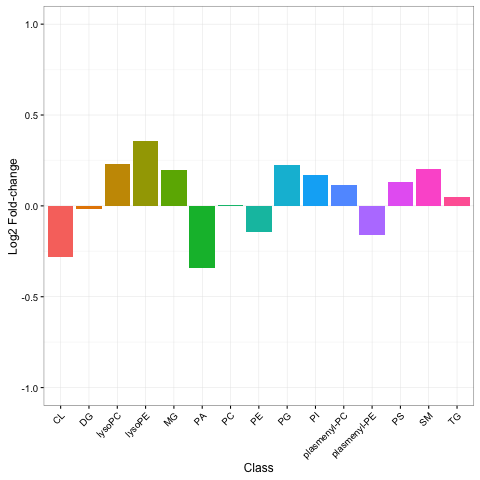 Log2 Fold-change
1.0
0.5
0.0
-0.5
-1.0
CL
DG
lysoPC
lysoPE
MG
PA
PC
PE
PG
PI
plasmenyl-PC
plasmenyl-PE
PS
SM
TG
Class